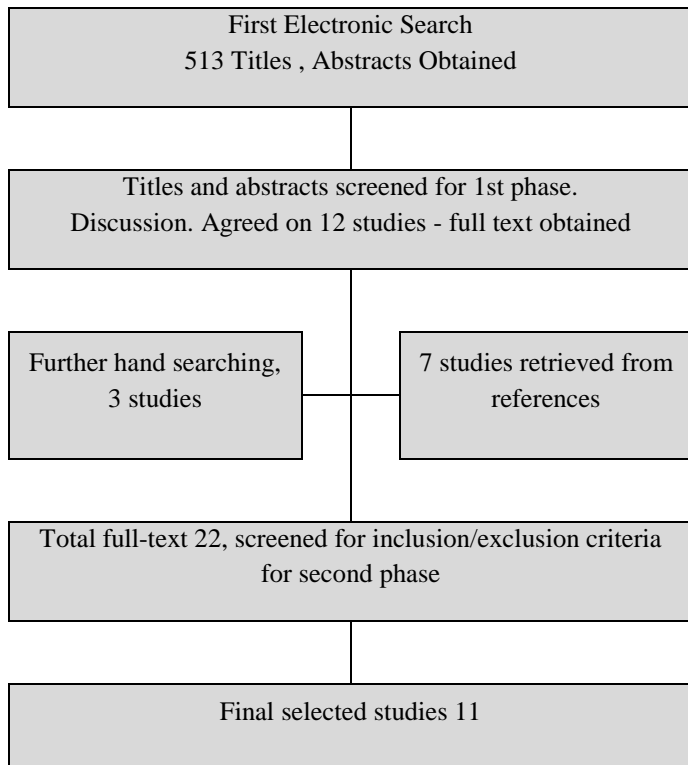 First Electronic Search
513 Titles , Abstracts Obtained
Titles and abstracts screened for 1st phase.
Discussion. Agreed on 12 studies - full text obtained
Further hand searching,
3 studies
7 studies retrieved from
references
Total full-text 22, screened for inclusion/exclusion criteria
for second phase
Final selected studies 11